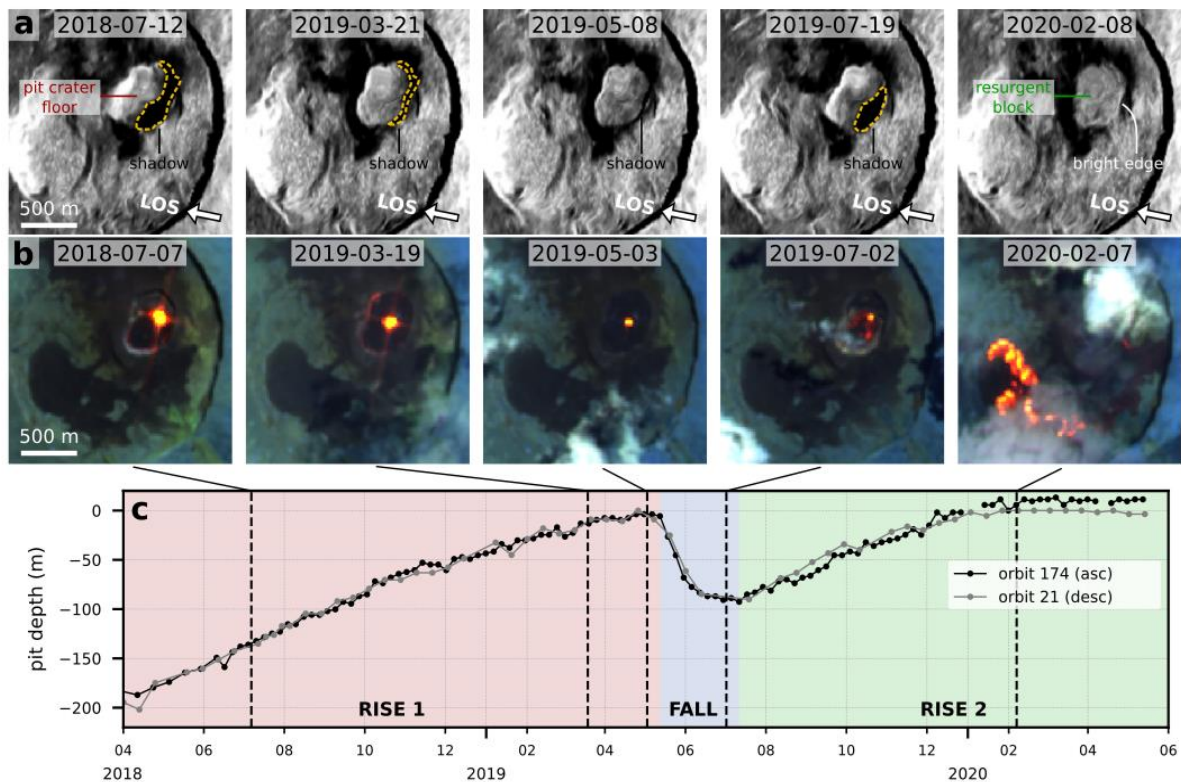 a
2018-07-12
2019-03-21
2019-05-08
2019-07-19
2020-02-08
pit crater
floor
shadow
shadow
shadow
shadow
resurgent
block
bright edge
500 m
LOS
LOS
LOS
LOS
LOS
b
2018-07-07
2019-03-19
2019-05-03
2019-07-02
2020-02-07
500 m
c
pit depth (m)
0
−50
−100
−150
−200
orbit 174 (asc)
orbit 21 (desc)
RISE 1
FALL
RISE 2
04
06
08
10
12
02
04
06
08
10
12
02
04
06
2018
2019
2020